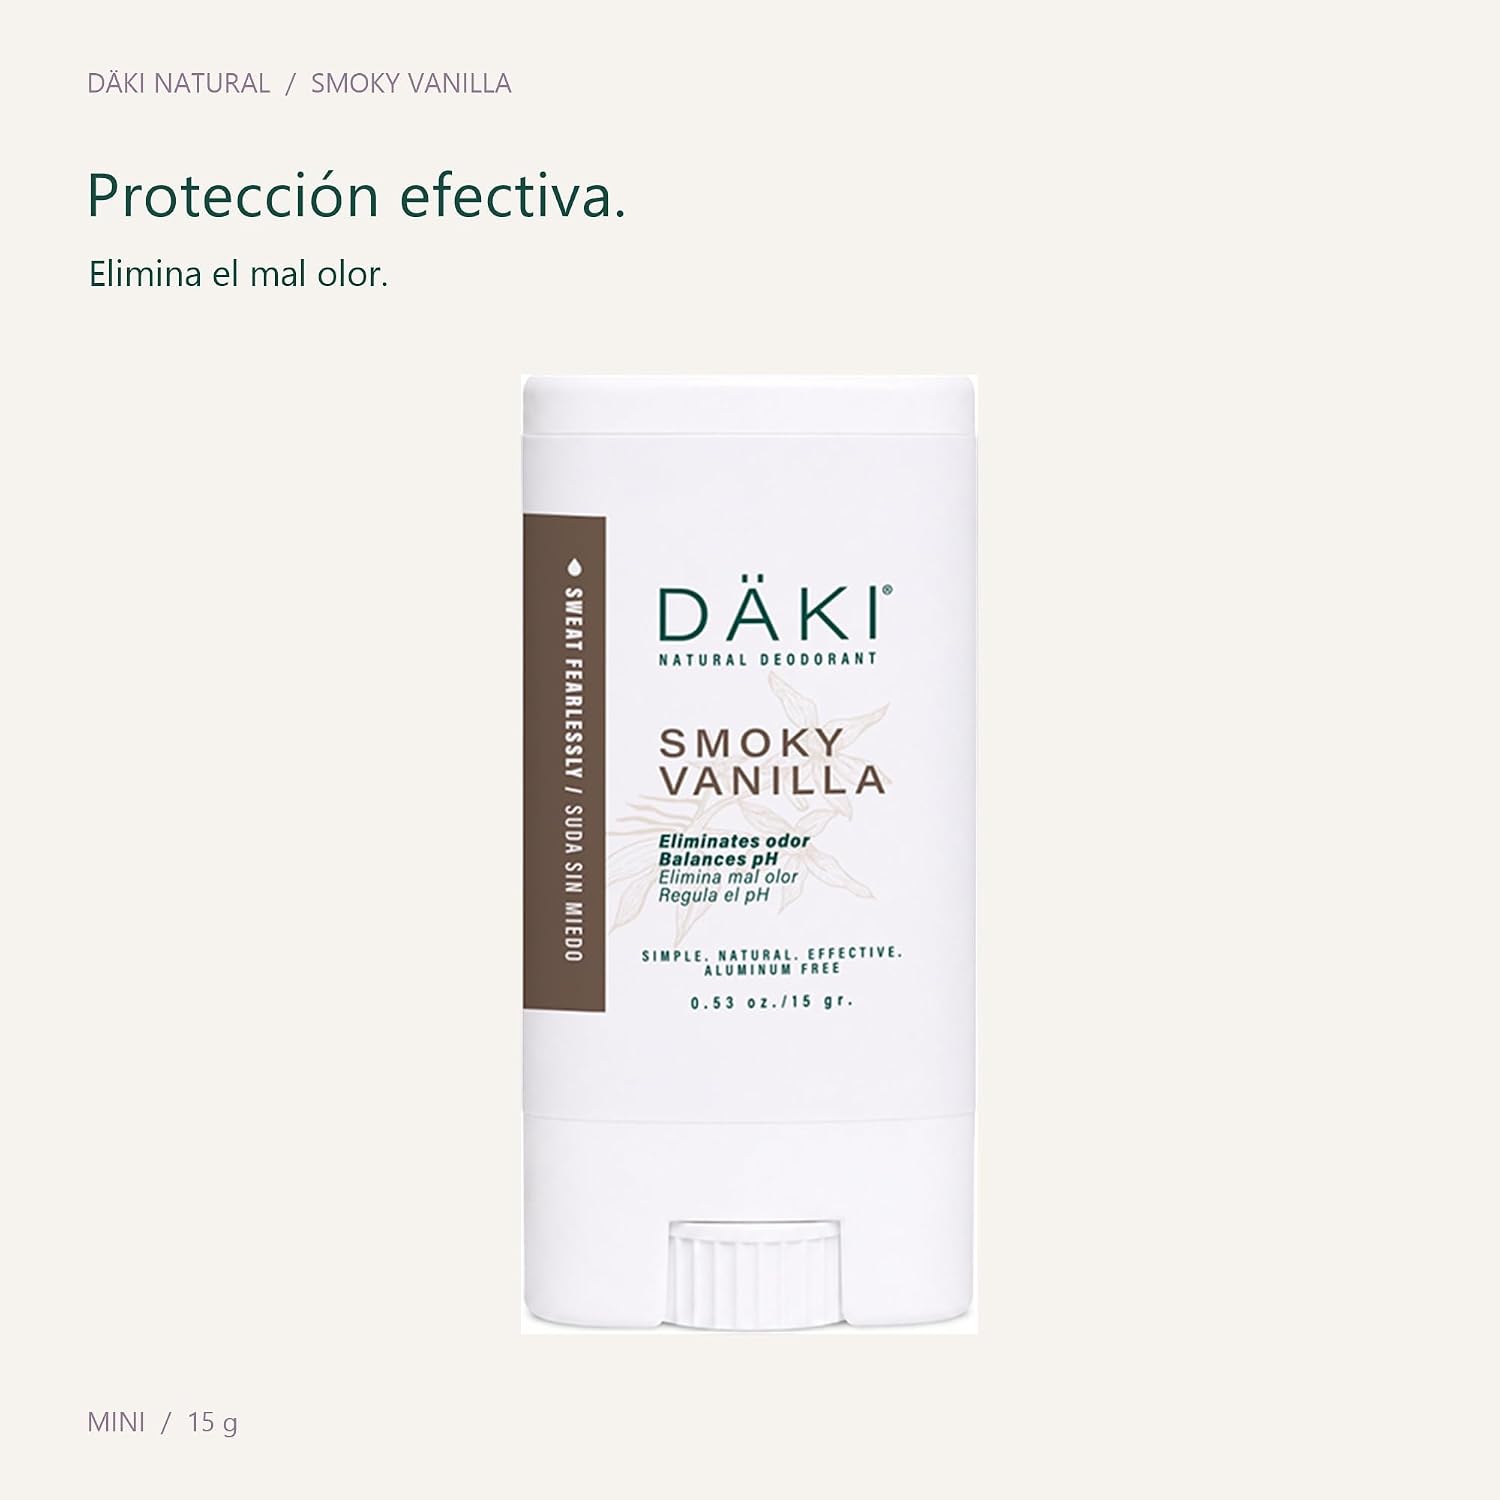 DÄKI NATURAL / SMOKY VANILLA
Protección efectiva.
Elimina el mal olor.
SWEAT FEARLESSLY / SUDA SIN MIEDO
DÄKI®
NATURAL DEODORANT
SMOKY
VANILLA
Eliminates odor
Balances pH
Elimina mal olor
Regula el pH
SIMPLE. NATURAL. EFFECTIVE.
ALUMINUM FREE
0.53 oz./15 gr.
MINI / 15 g